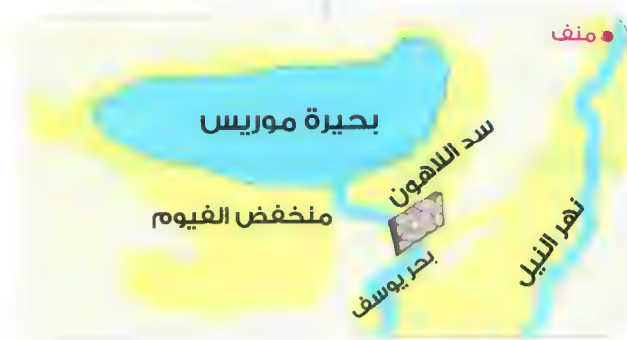 منف
بحيرة موريس
سد اللاهون
منخفض الفيوم
بحر يوسف
نهر النيل